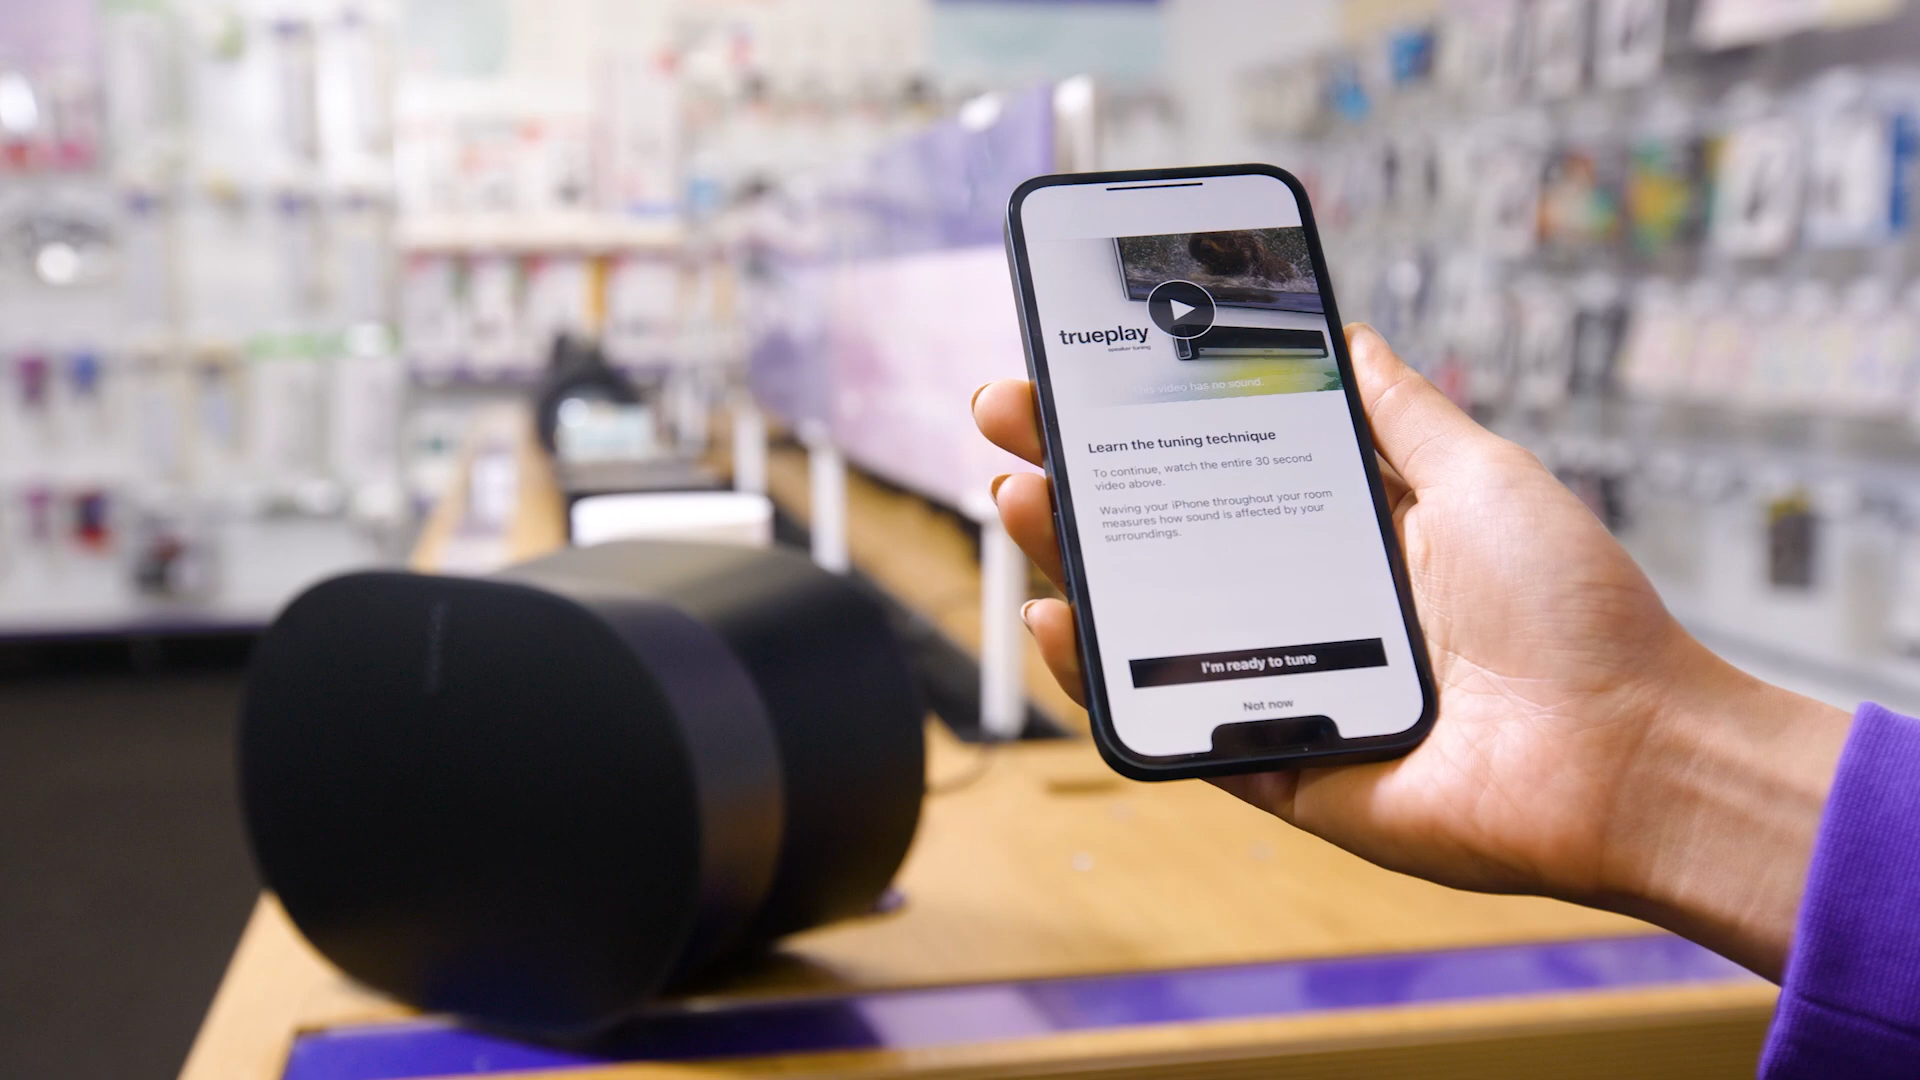 trueplay
speaker tuning
This video has no sound.
Learn the tuning technique
To continue, watch the entire 30 second
video above.
Waving your iPhone throughout your room
measures how sound is affected by your
surroundings.
I'm ready to tune
Not now